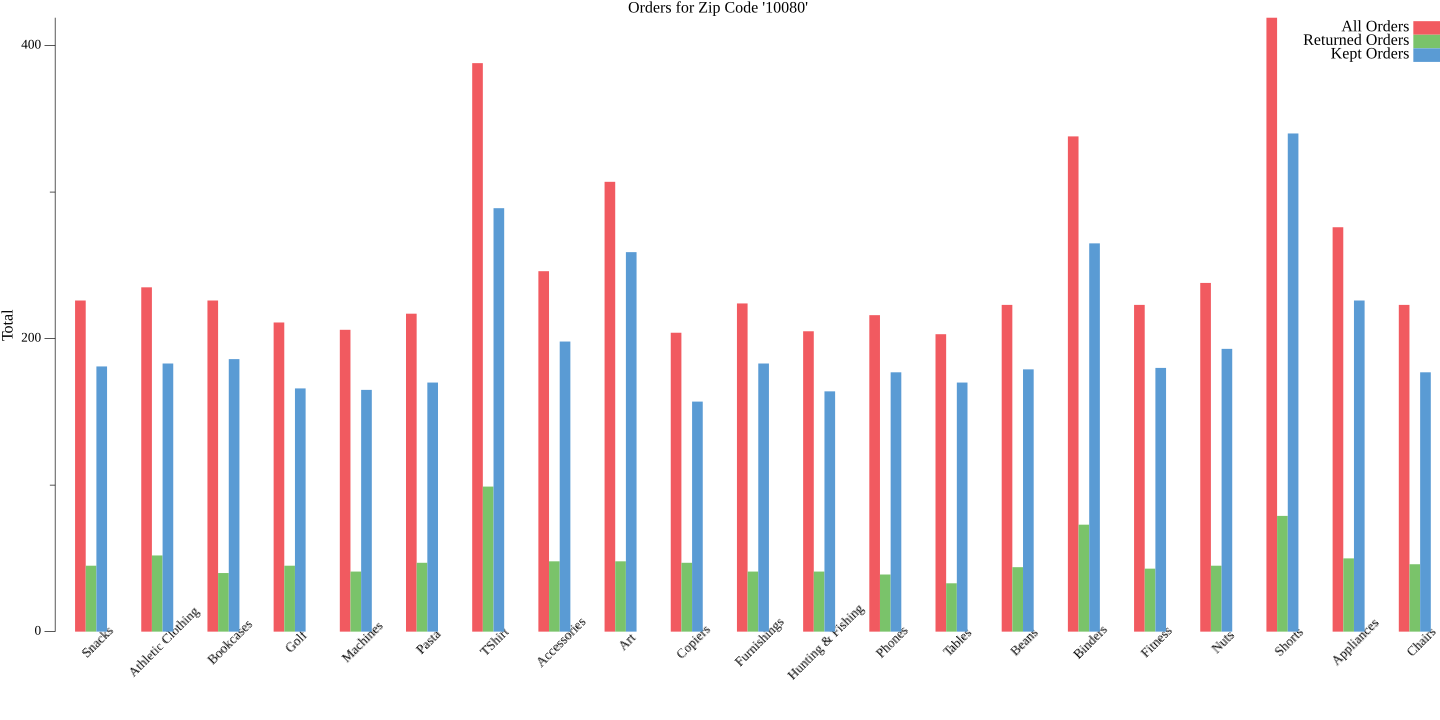 Orders for Zip Code '10080'
All Orders
Returned Orders
Kept Orders
Total
400
200
0
Snacks
Athletic Clothing
Bookcases
Golf
Machines
Pasta
TShirt
Accessories
Art
Copiers
Furnishings
Hunting & Fishing
Phones
Tables
Beans
Binders
Fitness
Nuts
Shorts
Appliances
Chairs